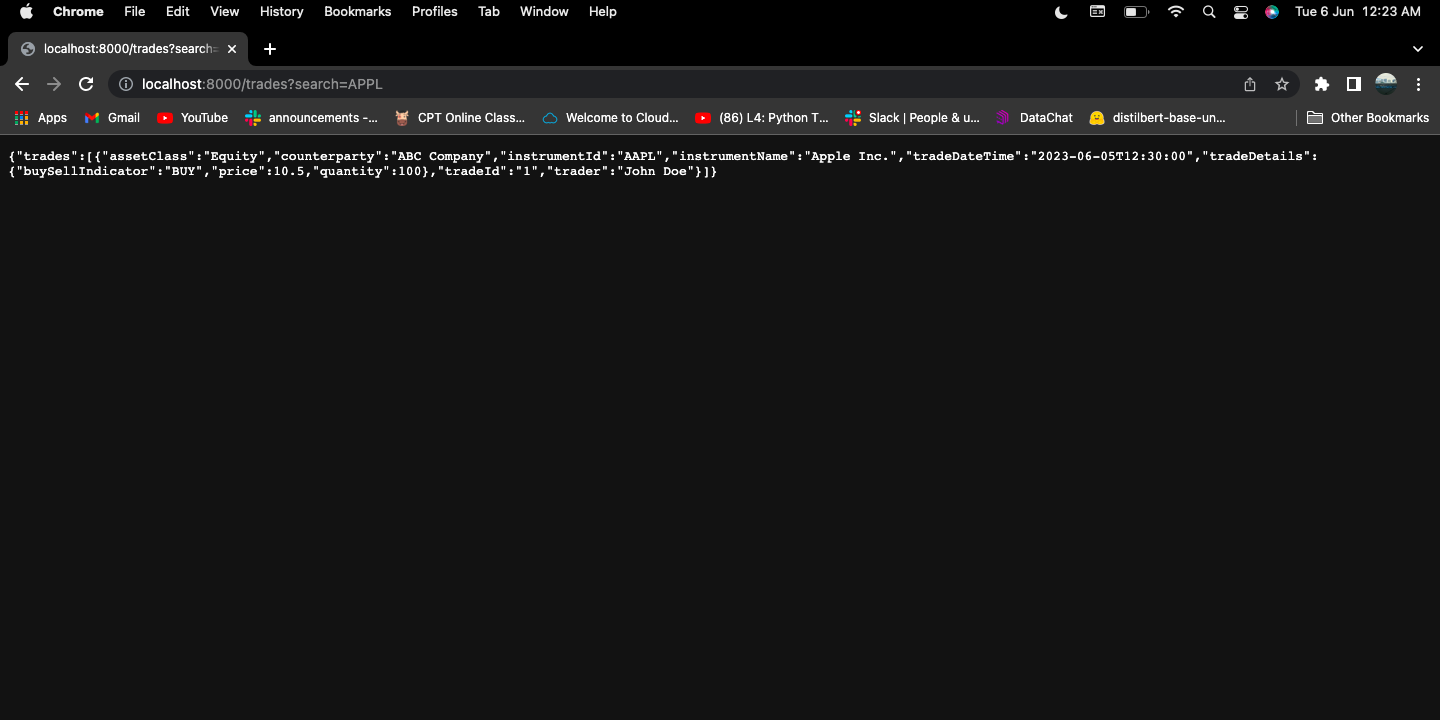 Chrome File Edit View History Bookmarks Profiles Tab Window Help Tue 6 Jun 12:23 AM
localhost:8000/trades?search=
localhost:8000/trades?search=APPL
Apps Gmail YouTube announcements -... CPT Online Class... Welcome to Cloud... (86) L4: Python T... Slack | People & u... DataChat distilbert-base-un... Other Bookmarks
{"trades":[{"assetClass":"Equity","counterparty":"ABC Company","instrumentId":"AAPL","instrumentName":"Apple Inc.","tradeDateTime":"2023-06-05T12:30:00","tradeDetails":
{"buySellIndicator":"BUY","price":10.5,"quantity":100},"tradeId":"1","trader":"John Doe"}]}